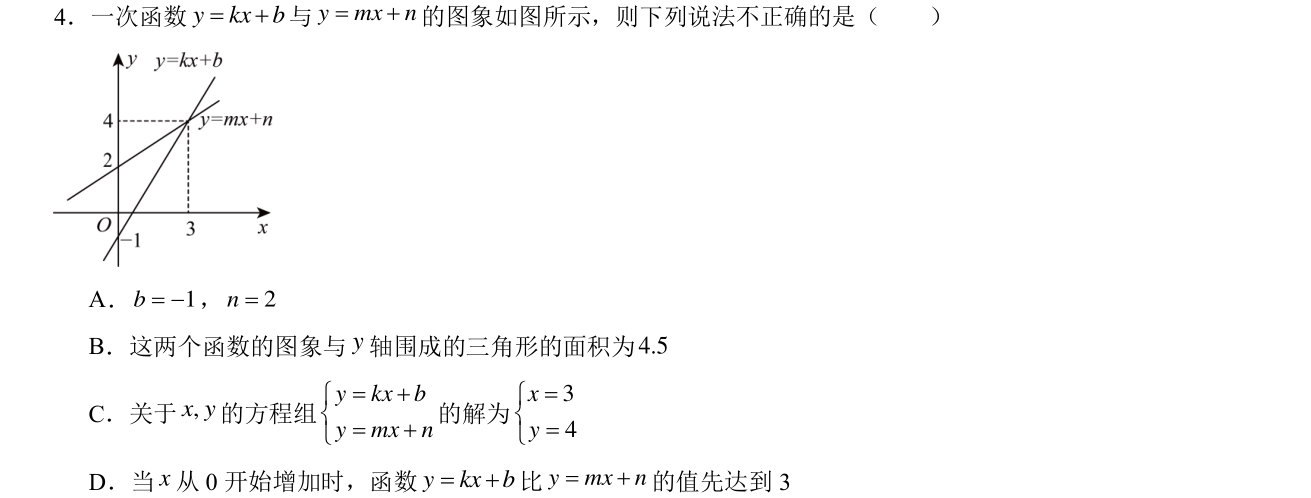 4．一次函数 y = kx + b 与 y = mx + n 的图象如图所示，则下列说法不正确的是（　　）
y y=kx+b
4 y=mx+n
2
O 3 x
−1
A．b = −1，n = 2
B．这两个函数的图象与 y 轴围成的三角形的面积为4.5
C．关于 x, y 的方程组 { y = kx + b y = mx + n 的解为 { x = 3 y = 4
D．当 x 从 0 开始增加时，函数 y = kx + b 比 y = mx + n 的值先达到 3